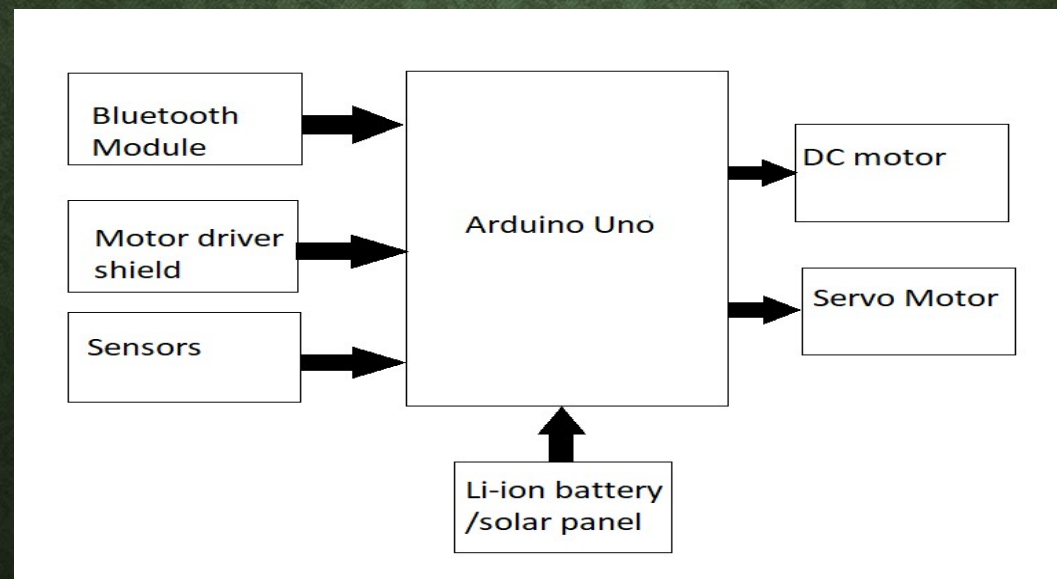 Bluetooth
Module
Motor driver
shield
Sensors
Arduino Uno
DC motor
Servo Motor
Li-ion battery
/solar panel